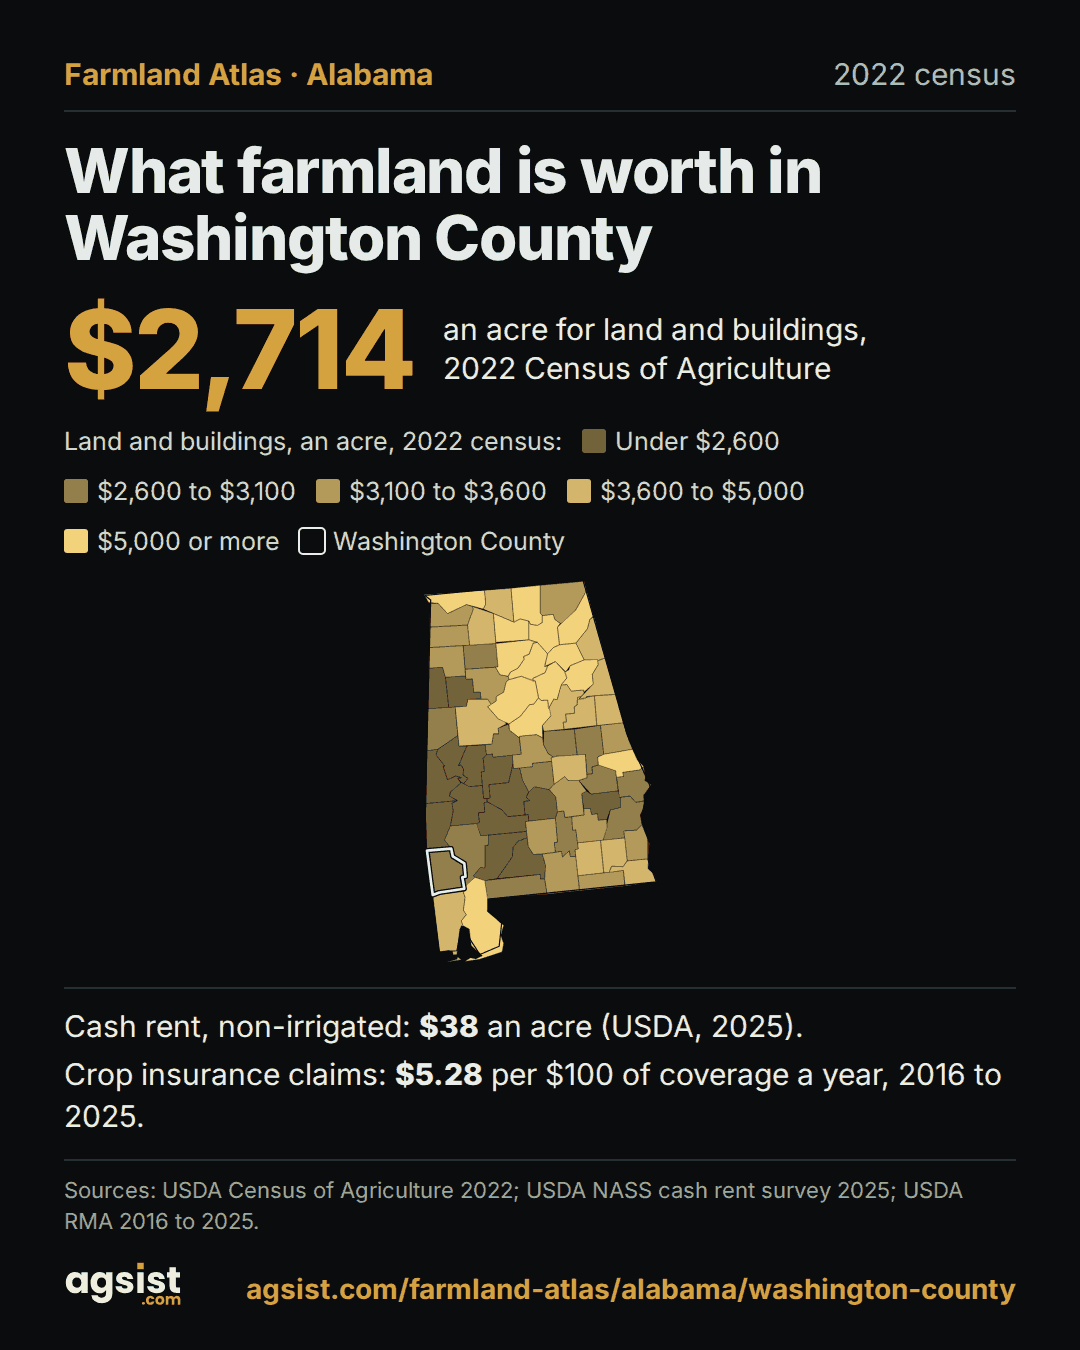 Farmland Atlas · Alabama
2022 census
What farmland is worth in
Washington County
$2,714
an acre for land and buildings,
2022 Census of Agriculture
Land and buildings, an acre, 2022 census: Under $2,600
$2,600 to $3,100 $3,100 to $3,600 $3,600 to $5,000
$5,000 or more Washington County
Cash rent, non-irrigated: $38 an acre (USDA, 2025).
Crop insurance claims: $5.28 per $100 of coverage a year, 2016 to
2025.
Sources: USDA Census of Agriculture 2022; USDA NASS cash rent survey 2025; USDA
RMA 2016 to 2025.
agsist
.com
agsist.com/farmland-atlas/alabama/washington-county